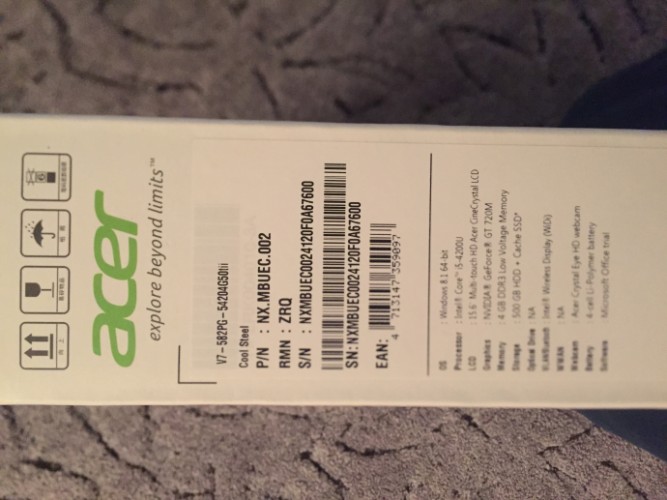 acer
explore beyond limits™
V7-582PG-54204G50tii
Cool Steel
P/N : NX.MBUEC.002
RMN : ZRQ
S/N : NXMBUEC0024120F0A67600
SN:NXMBUEC0024120F0A67600
EAN:
4 713147 359097
OS : Windows 8.1 64-bit
Processor : Intel® Core™ i5-4200U
LCD : 15.6" Multi-touch HD Acer CineCrystal LCD
Graphics : NVIDIA® GeForce® GT 720M
Memory : 4 GB DDR3 Low Voltage Memory
Storage : 500 GB HDD + Cache SSD*
Optical Drive : NA
WLAN/Bluetooth : Intel® Wireless Display (WiDi)
WWAN : NA
Webcam : Acer Crystal Eye HD webcam
Battery : 4-cell Li-Polymer battery
Software : Microsoft Office trial